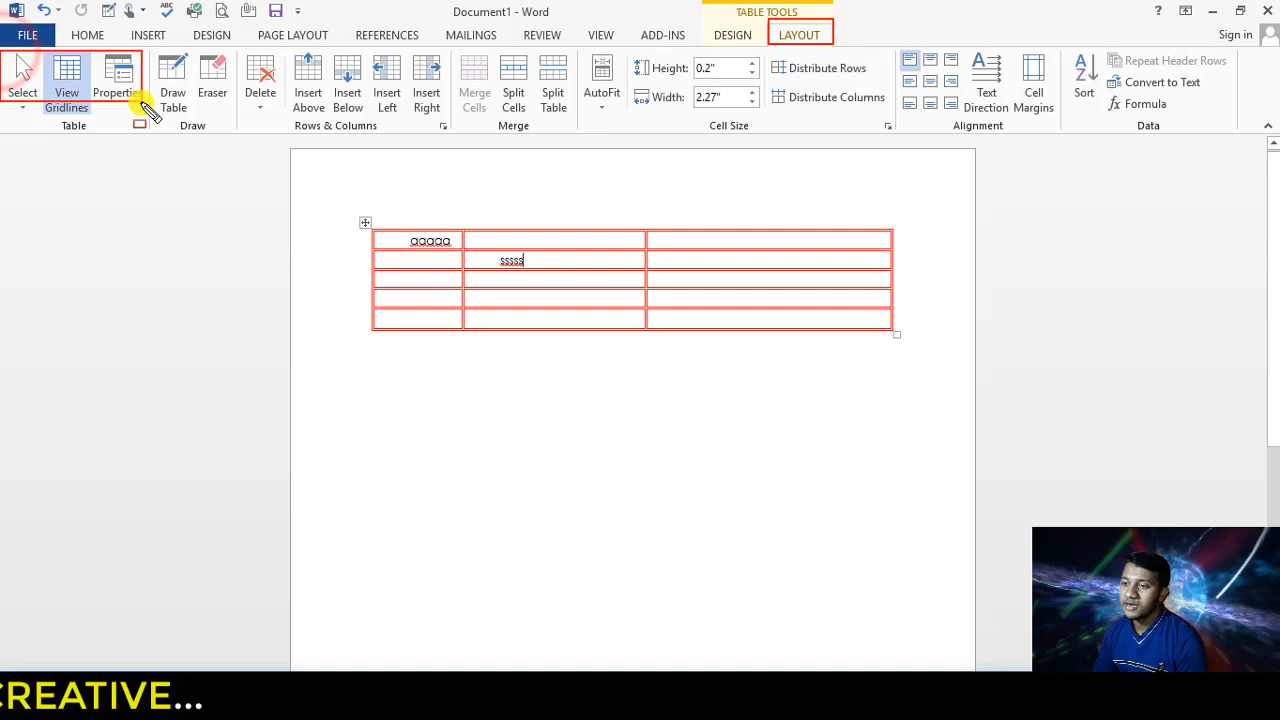 Document1 - Word
TABLE TOOLS
FILE
HOME
INSERT
DESIGN
PAGE LAYOUT
REFERENCES
MAILINGS
REVIEW
VIEW
ADD-INS
DESIGN
LAYOUT
Sign in
Select
View
Gridlines
Properties
Draw
Table
Eraser
Delete
Insert
Above
Insert
Below
Insert
Left
Insert
Right
Merge
Cells
Split
Cells
Split
Table
AutoFit
Height: 0.2"
Width: 2.27"
Distribute Rows
Distribute Columns
Text
Direction
Cell
Margins
Sort
Repeat Header Rows
Convert to Text
Formula
Table
Draw
Rows & Columns
Merge
Cell Size
Alignment
Data
aaaaa
sssss
CREATIVE...